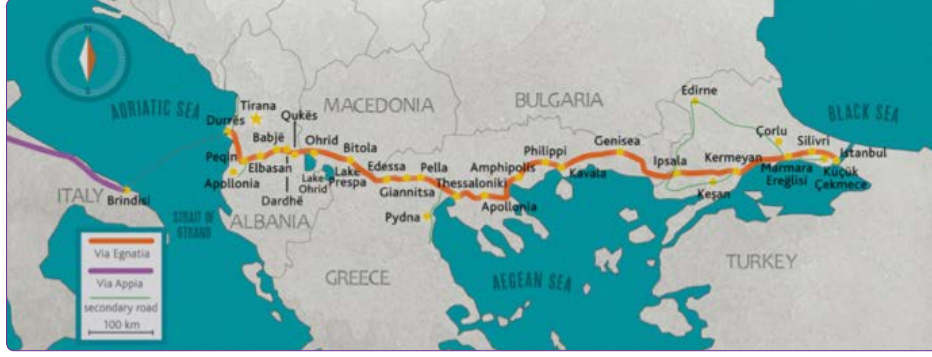 N
ADRIATIC SEA
Tirana
Durrës
Qukës
Babjë
Ohrid
Bitola
MACEDONIA
BULGARIA
Edirne
BLACK SEA
Çorlu
Silivri
Istanbul
Peqin
Elbasan
Apollonia
Dardhë
Lake
Ohrid
Lake
Prespa
Edessa
Pella
Giannitsa
Thessaloniki
Amphipolis
Philippi
Kavala
Genisea
Ipsala
Kermeyan
Keşan
Marmara
Ereğlisi
Küçük
Çekmece
ITALY
Brindisi
STRAIT OF
ALBANIA
Pydna
Apollonia
GREECE
AEGEAN SEA
TURKEY
Via Egnatia
Via Appia
secondary road
100 km